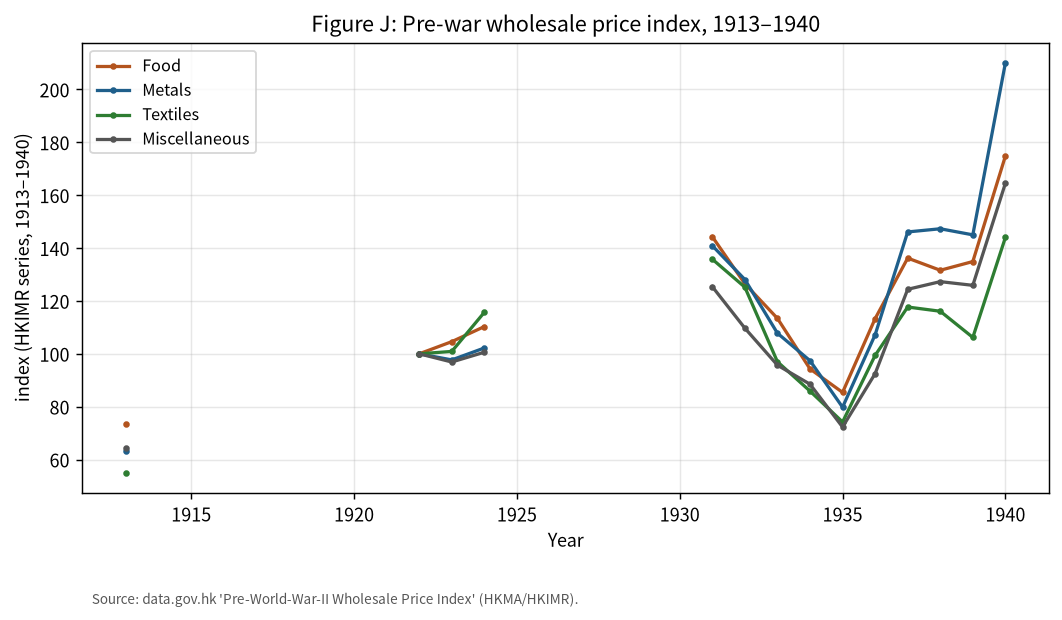 Figure J: Pre-war wholesale price index, 1913–1940
Food
Metals
Textiles
Miscellaneous
index (HKIMR series, 1913–1940)
200
180
160
140
120
100
80
60
1915 1920 1925 1930 1935 1940
Year
Source: data.gov.hk 'Pre-World-War-II Wholesale Price Index' (HKMA/HKIMR).